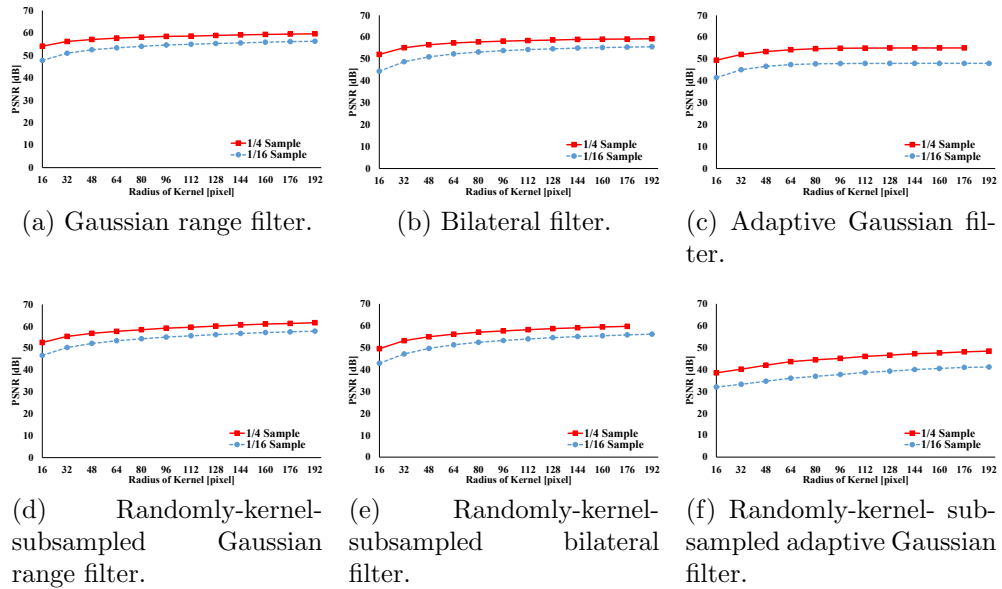 70
60
50
40
30
20
10
0
PSNR [dB]
1/4 Sample
1/16 Sample
16 32 48 64 80 96 112 128 144 160 176 192
Radius of Kernel [pixel]
(a) Gaussian range filter.
70
60
50
40
30
20
10
0
PSNR [dB]
1/4 Sample
1/16 Sample
16 32 48 64 80 96 112 128 144 160 176 192
Radius of Kernel [pixel]
(b) Bilateral filter.
70
60
50
40
30
20
10
0
PSNR [dB]
1/4 Sample
1/16 Sample
16 32 48 64 80 96 112 128 144 160 176 192
Radius of Kernel [pixel]
(c) Adaptive Gaussian fil-
ter.
70
60
50
40
30
20
10
0
PSNR [dB]
1/4 Sample
1/16 Sample
16 32 48 64 80 96 112 128 144 160 176 192
Radius of Kernel [pixel]
(d) Randomly-kernel-
subsampled Gaussian
range filter.
70
60
50
40
30
20
10
0
PSNR [dB]
1/4 Sample
1/16 Sample
16 32 48 64 80 96 112 128 144 160 176 192
Radius of Kernel [pixel]
(e) Randomly-kernel-
subsampled bilateral
filter.
70
60
50
40
30
20
10
0
PSNR [dB]
1/4 Sample
1/16 Sample
16 32 48 64 80 96 112 128 144 160 176 192
Radius of Kernel [pixel]
(f) Randomly-kernel- sub-
sampled adaptive Gaussian
filter.